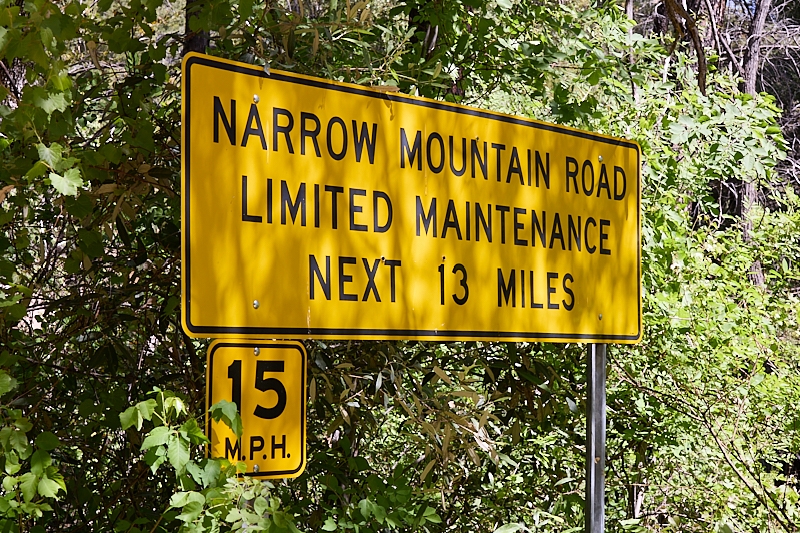 NARROW MOUNTAIN ROAD
LIMITED MAINTENANCE
NEXT 13 MILES
15
M.P.H.